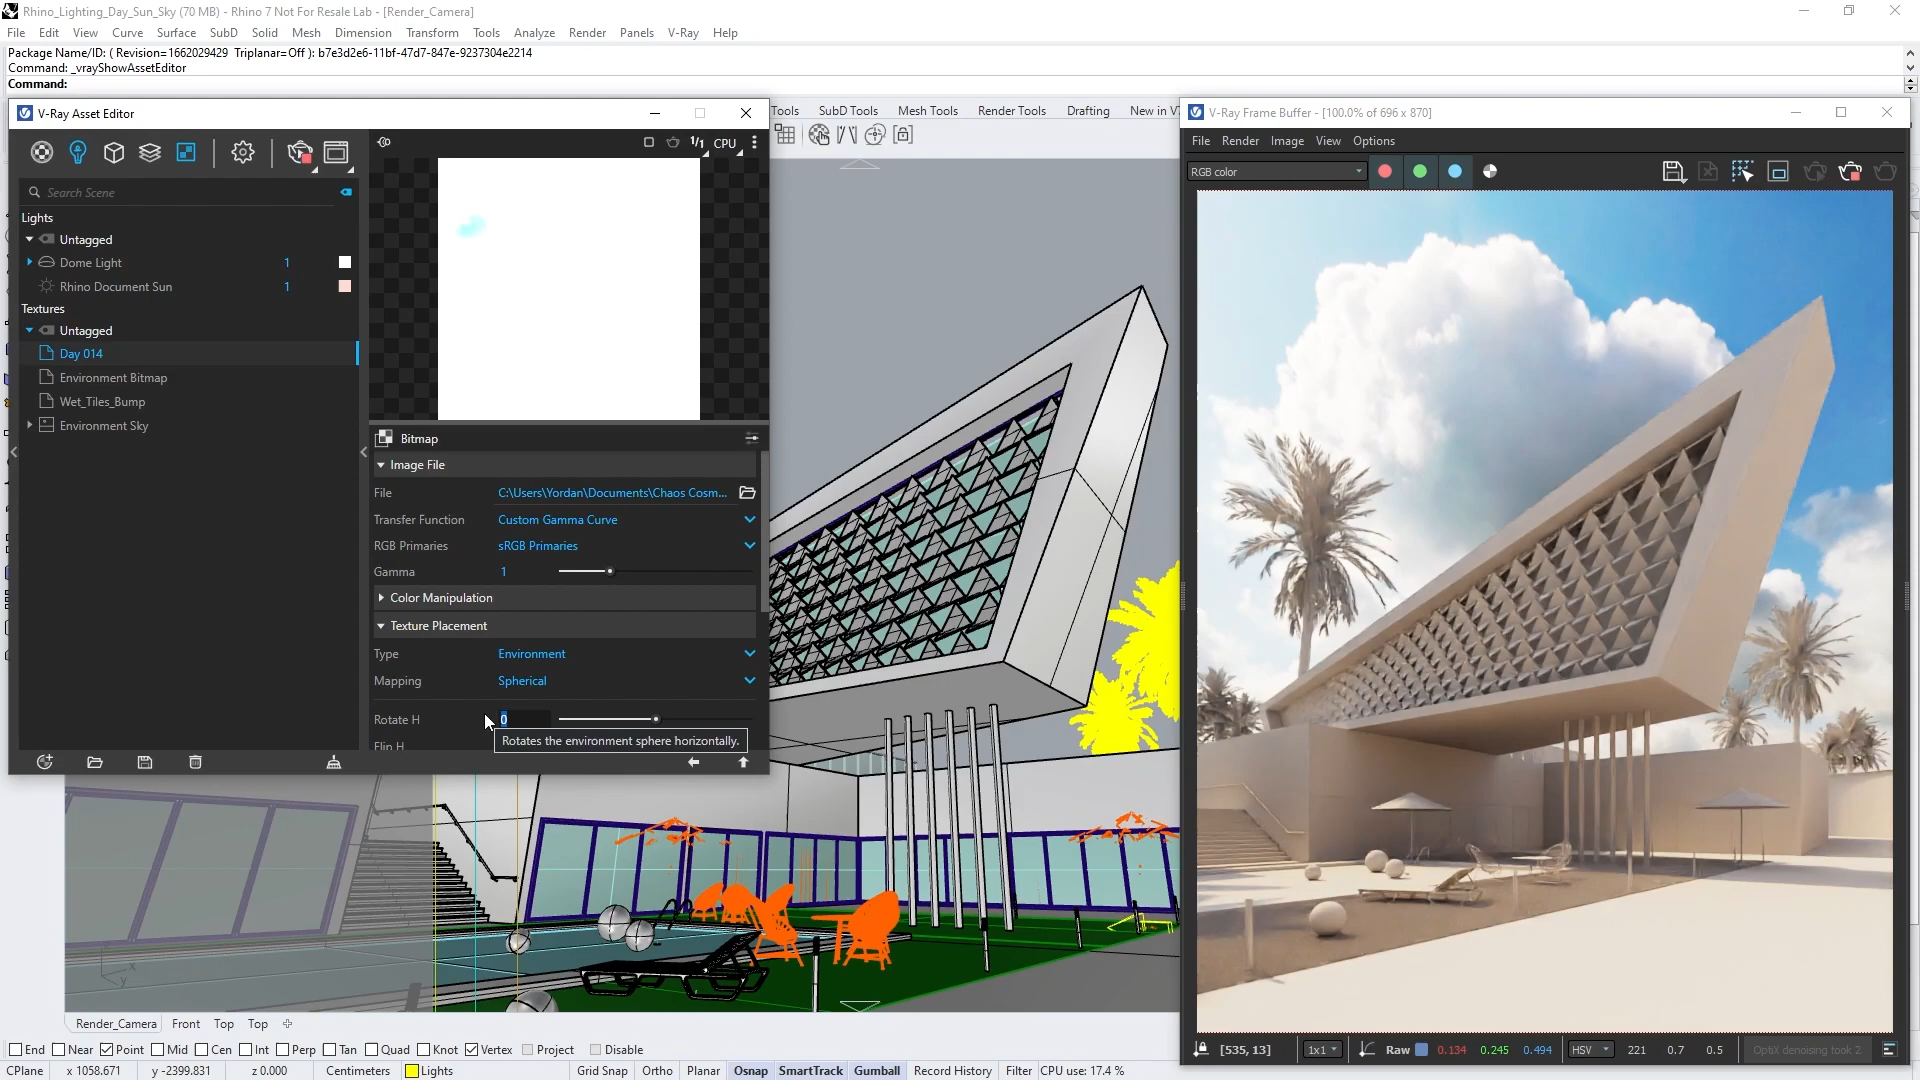 Rhino_Lighting_Day_Sun_Sky (70 MB) - Rhino 7 Not For Resale Lab - [Render_Camera]
File Edit View Curve Surface SubD Solid Mesh Dimension Transform Tools Analyze Render Panels V-Ray Help
Package Name/ID: ( Revision=1662029429 Triplanar=Off ): b7e3d2e6-11bf-47d7-847e-9237304e2214
Command: _vrayShowAssetEditor
Command:
V-Ray Asset Editor
Tools SubD Tools Mesh Tools Render Tools Drafting New in V7
V-Ray Frame Buffer - [100.0% of 696 x 870]
File Render Image View Options
RGB color
1/1 CPU
Search Scene
Lights
Untagged
Dome Light 1
Rhino Document Sun 1
Textures
Untagged
Day 014
Environment Bitmap
Wet_Tiles_Bump
Environment Sky
Bitmap
Image File
File C:\Users\Yordan\Documents\Chaos Cosm...
Transfer Function Custom Gamma Curve
RGB Primaries sRGB Primaries
Gamma 1
Color Manipulation
Texture Placement
Type Environment
Mapping Spherical
Rotate H 0
Flip H
Rotates the environment sphere horizontally.
Render_Camera Front Top Top
End Near Point Mid Cen Int Perp Tan Quad Knot Vertex Project Disable
CPlane x 1058.671 y -2399.831 z 0.000 Centimeters Lights Grid Snap Ortho Planar Osnap SmartTrack Gumball Record History Filter CPU use: 17.4 %
[535, 13] 1x1 Raw 0.134 0.245 0.494 HSV 221 0.7 0.5 OptiX denoising took 2